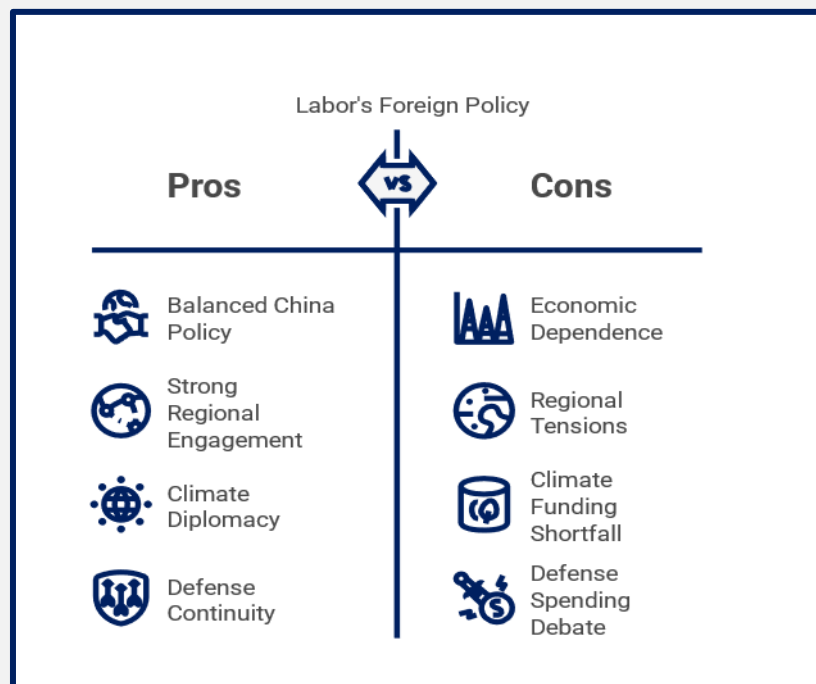 Labor's Foreign Policy
Pros
vs
Cons
Balanced China
Policy
Strong
Regional
Engagement
Climate
Diplomacy
Defense
Continuity
Economic
Dependence
Regional
Tensions
Climate
Funding
Shortfall
Defense
Spending
Debate